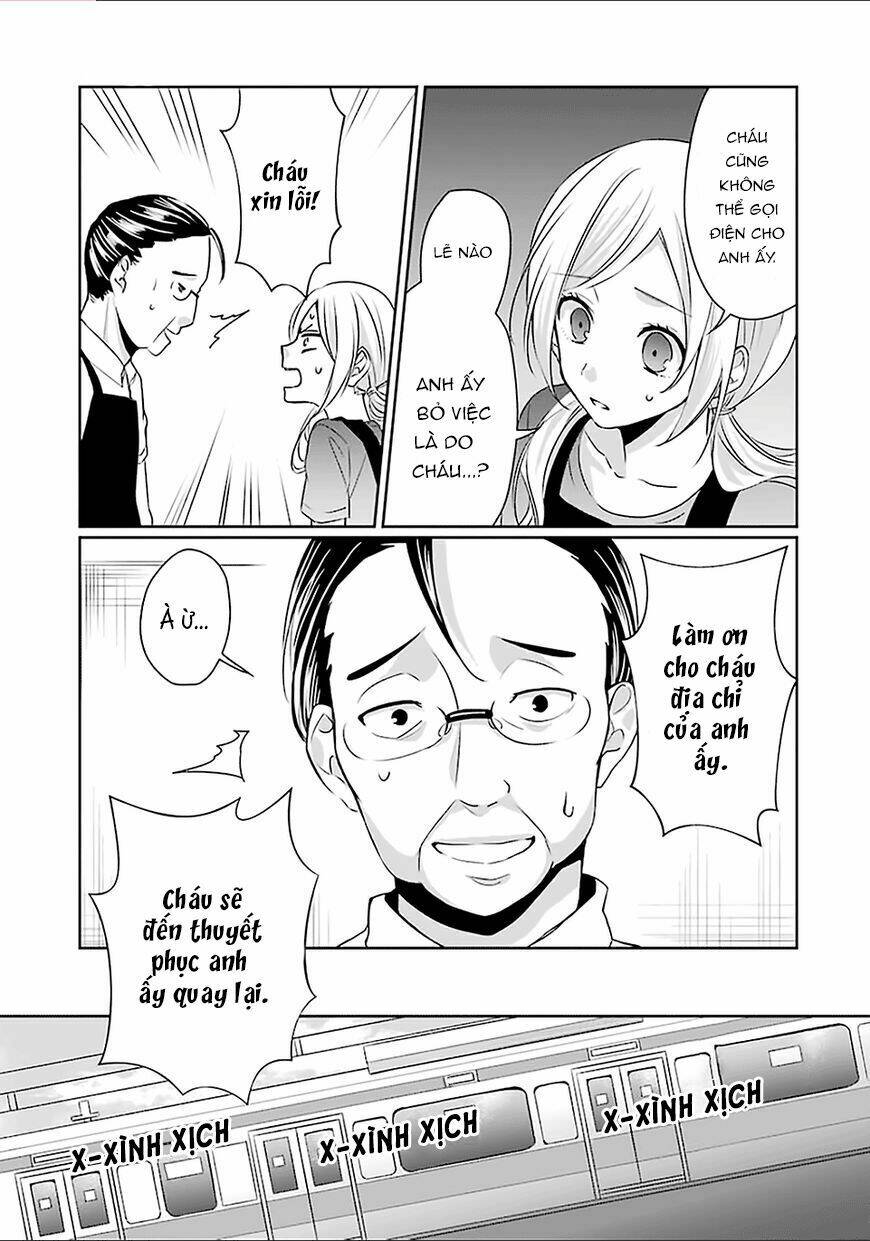 CHÁU
CŨNG
KHÔNG
THỂ GỌI
ĐIỆN CHO
ANH ẤY.
LẼ NÀO
ANH ẤY
BỎ VIỆC
LÀ DO
CHÁU...?
Cháu
xin lỗi!
Làm ơn
cho cháu
địa chỉ
của anh
ấy.
À Ừ...
Cháu sẽ
đến thuyết
phục anh
ấy quay lại.
X-XÌNH XỊCH
X-XÌNH XỊCH
X-XÌNH XỊCH